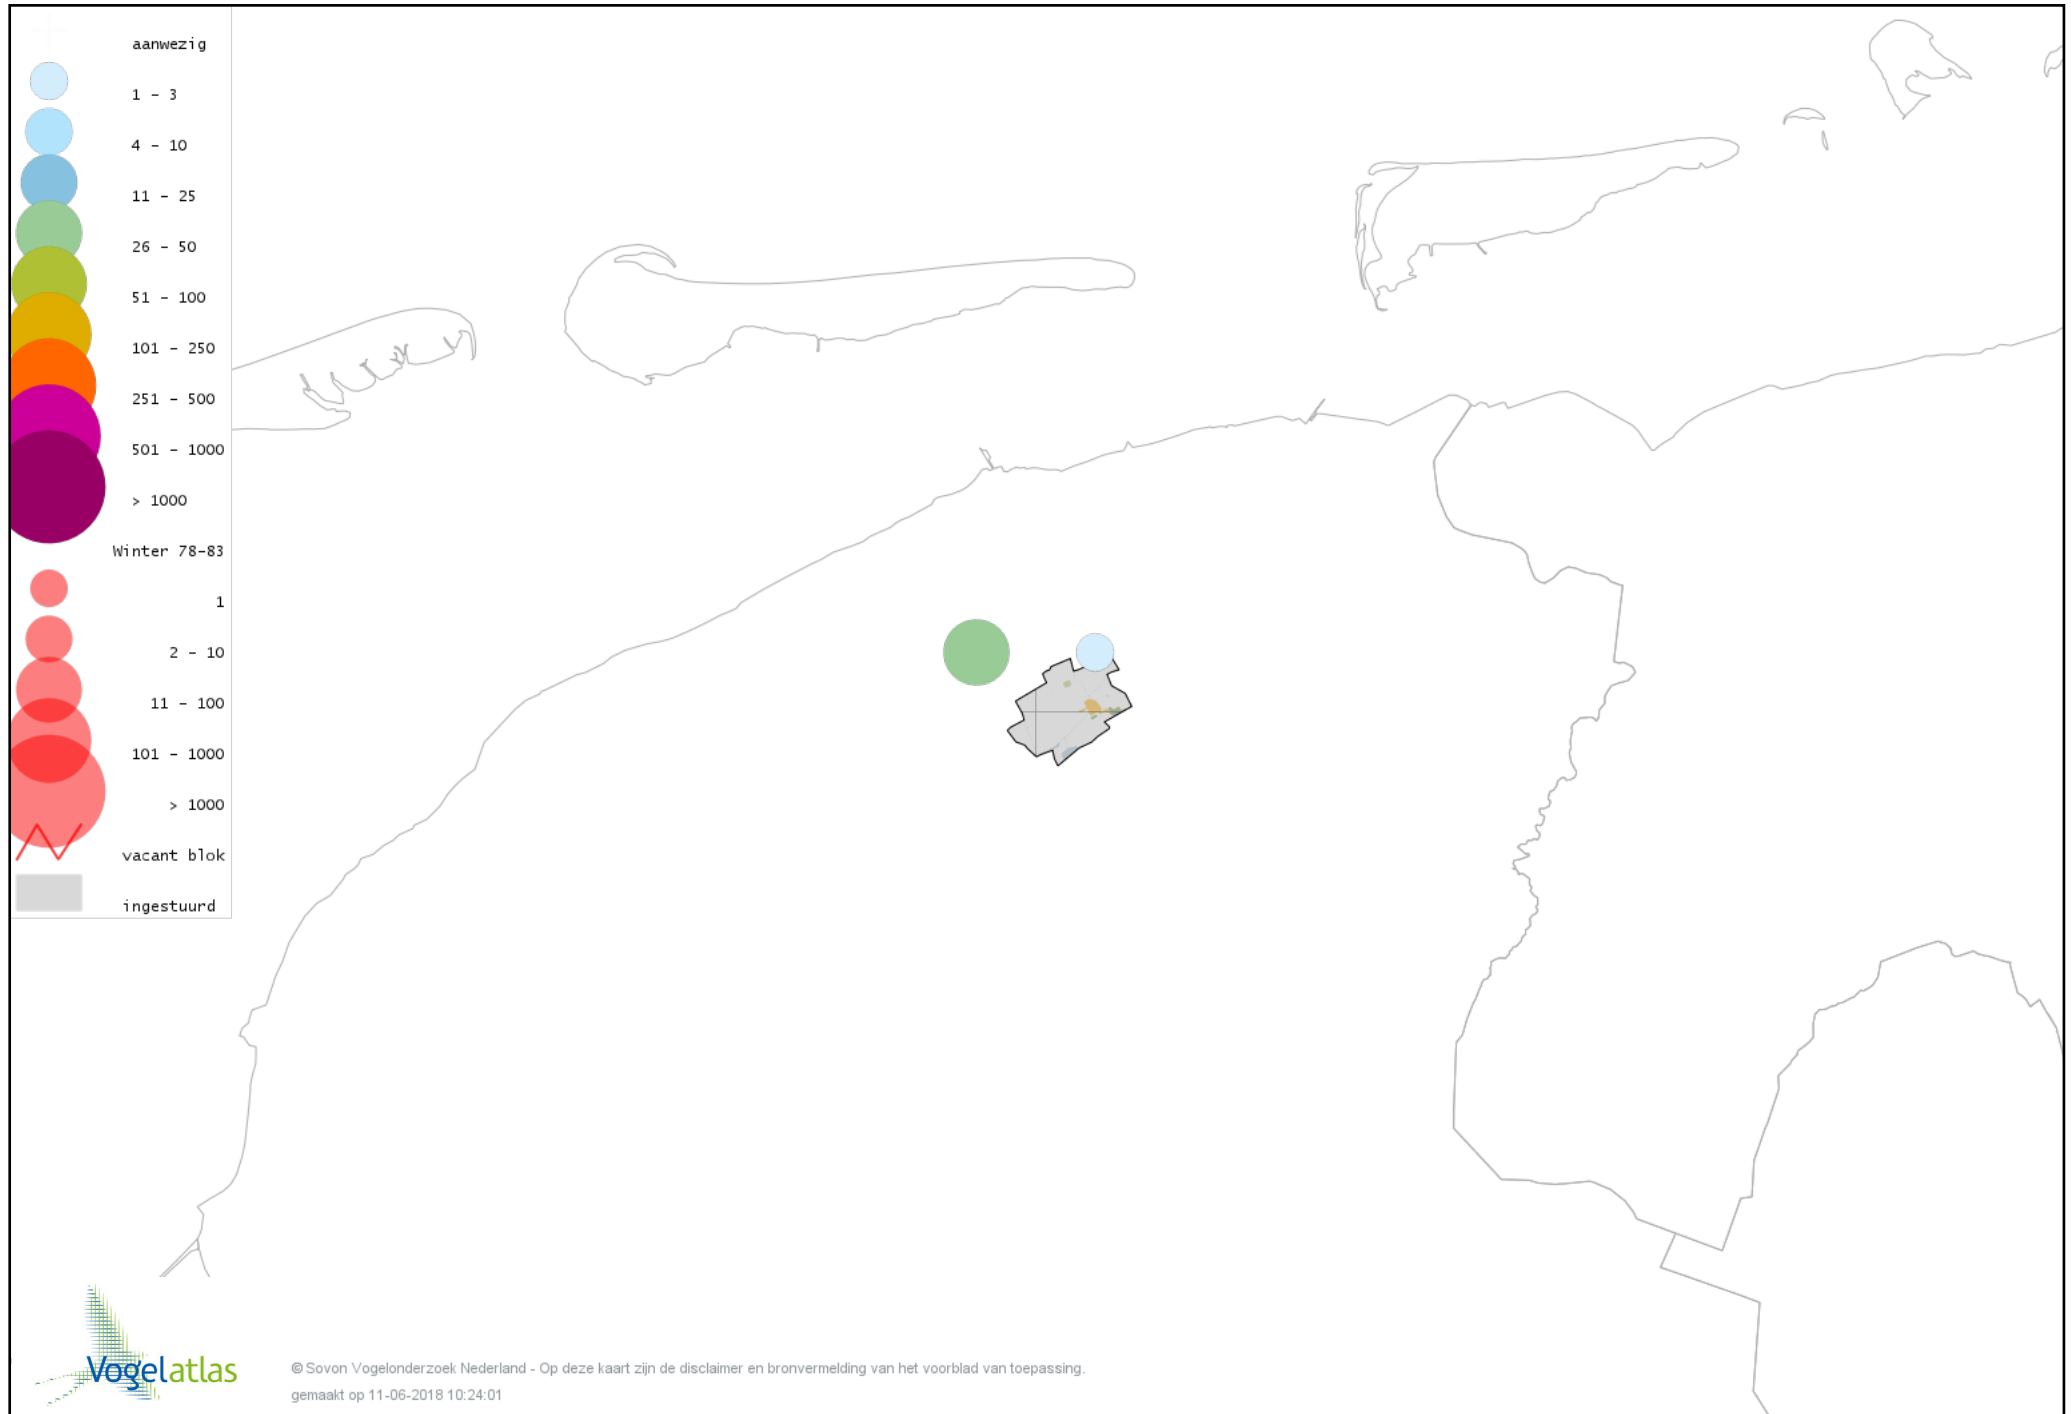 aanwezig
1 - 3
4 - 10
11 - 25
26 - 50
51 - 100
101 - 250
251 - 500
501 - 1000
> 1000
Winter 78-83
1
2 - 10
11 - 100
101 - 1000
> 1000
vacant blok
ingestuurd
Vogelatlas
© Sovon Vogelonderzoek Nederland - Op deze kaart zijn de disclaimer en bronvermelding van het voorblad van toepassing.
gemaakt op 11-06-2018 10:24:01